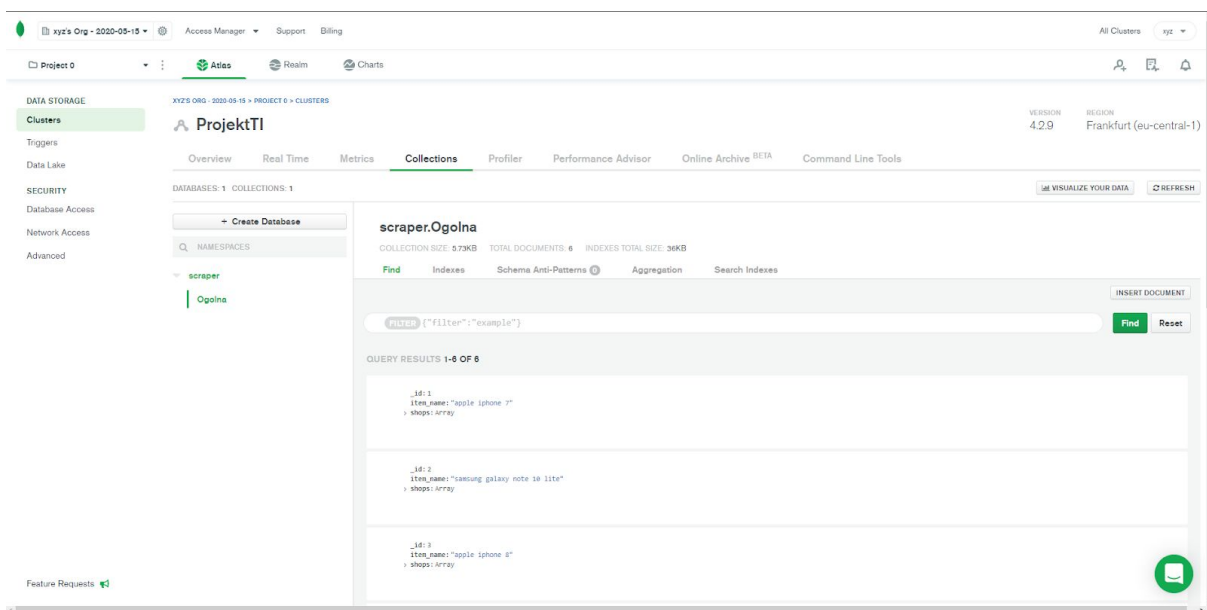 xyz's Org - 2020-05-15 Access Manager Support Billing All Clusters xyz
Project 0 Atlas Realm Charts
DATA STORAGE
Clusters
Triggers
Data Lake
SECURITY
Database Access
Network Access
Advanced
Feature Requests
XYZ'S ORG - 2020-05-15 > PROJECT 0 > CLUSTERS
ProjektTI
VERSION
4.2.9
REGION
Frankfurt (eu-central-1)
Overview Real Time Metrics Collections Profiler Performance Advisor Online Archive BETA Command Line Tools
DATABASES: 1 COLLECTIONS: 1
VISUALIZE YOUR DATA REFRESH
+ Create Database
NAMESPACES
scraper
Ogolna
scraper.Ogolna
COLLECTION SIZE: 5.73KB TOTAL DOCUMENTS: 6 INDEXES TOTAL SIZE: 36KB
Find Indexes Schema Anti-Patterns 0 Aggregation Search Indexes
INSERT DOCUMENT
FILTER {"filter":"example"}
Find Reset
QUERY RESULTS 1-6 OF 6
_id: 1
item_name: "apple iphone 7"
> shops: Array
_id: 2
item_name: "samsung galaxy note 10 lite"
> shops: Array
_id: 3
item_name: "apple iphone 8"
> shops: Array